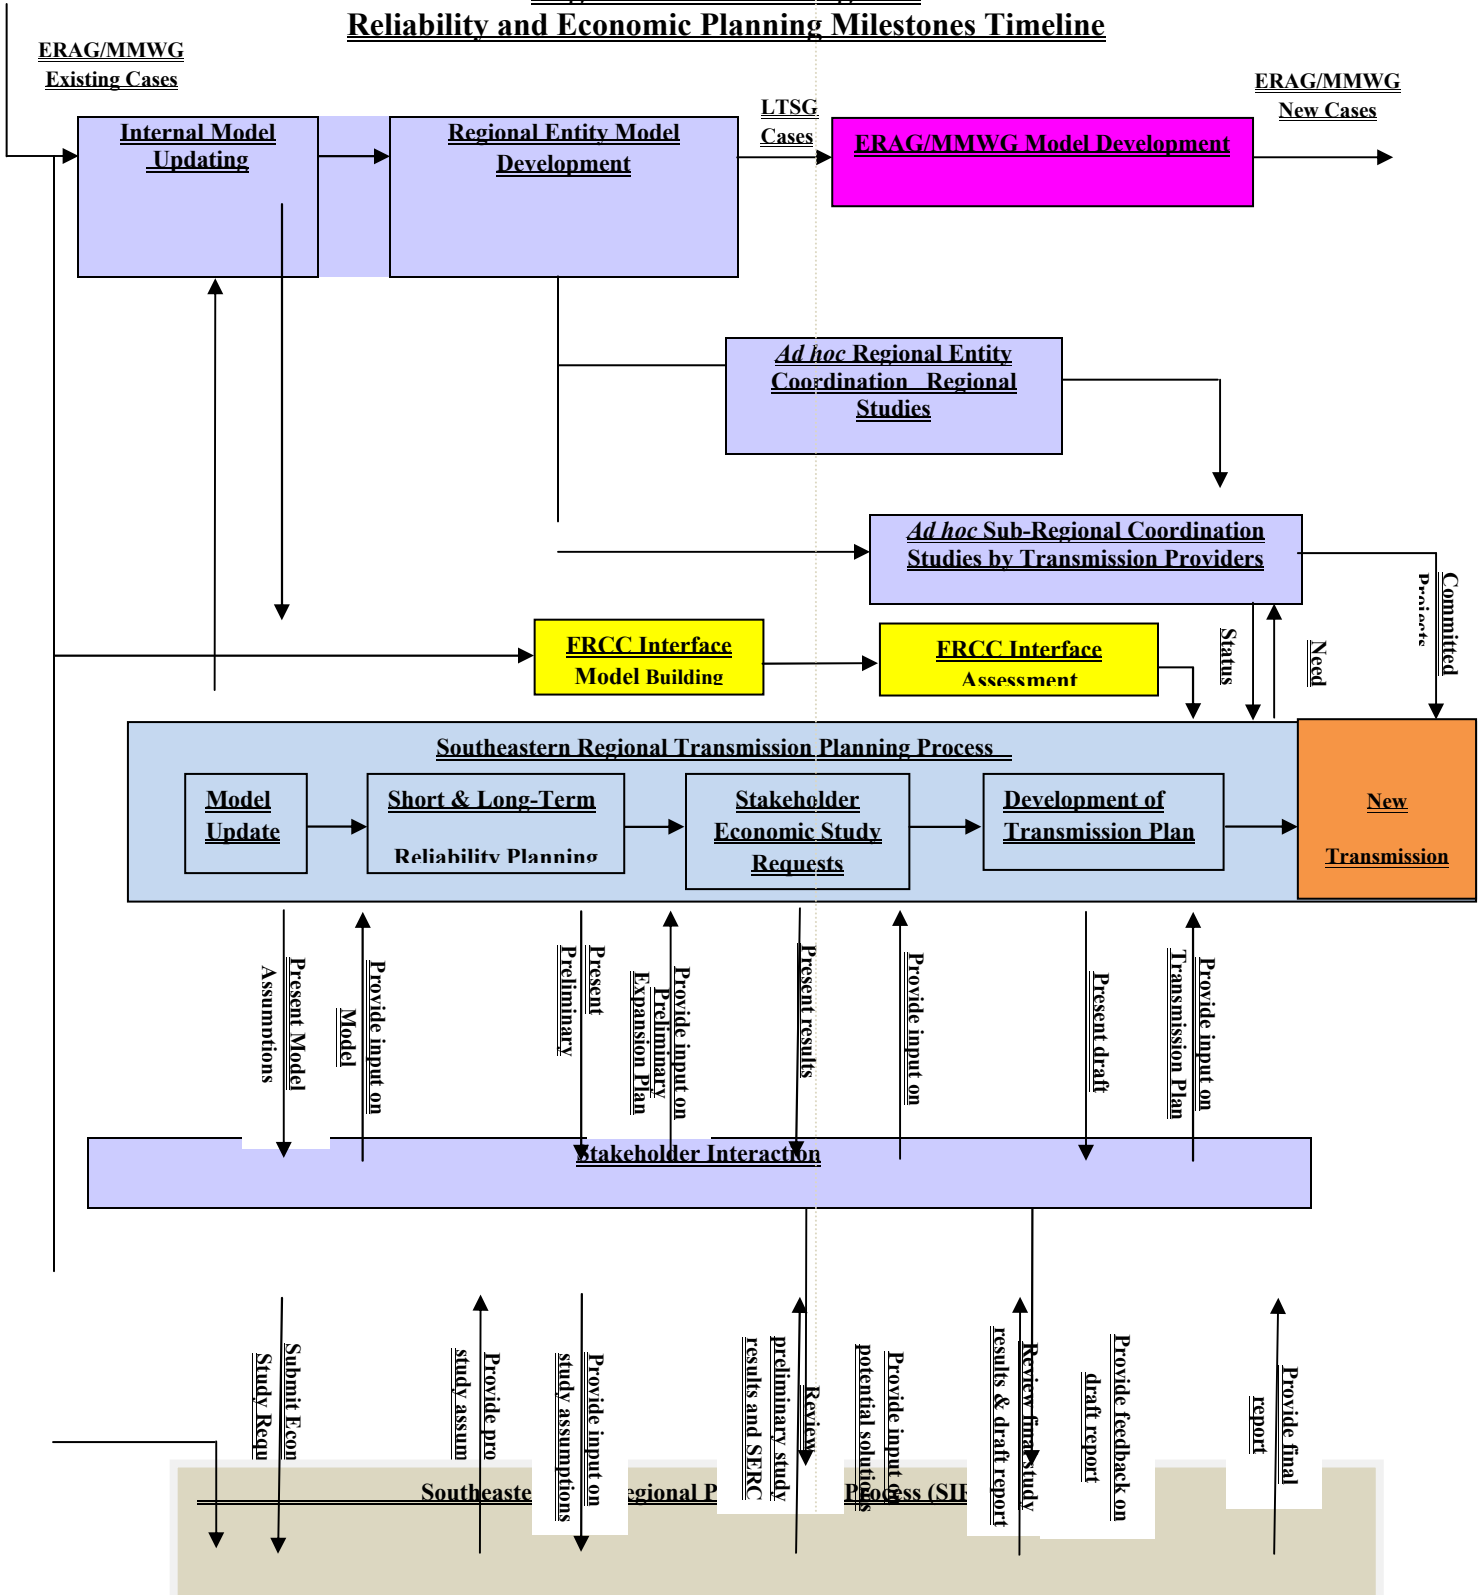 Reliability and Economic Planning Milestones Timeline
ERAG/MMWG
Existing Cases
LTSG
Cases
ERAG/MMWG
New Cases
Internal Model
Updating
Regional Entity Model
Development
ERAG/MMWG Model Development
Ad hoc Regional Entity
Coordination Regional
Studies
Ad hoc Sub-Regional Coordination
Studies by Transmission Providers
Committed
Projects
Status
Need
FRCC Interface
Model Building
FRCC Interface
Assessment
Southeastern Regional Transmission Planning Process
Model
Update
Short & Long-Term
Reliability Planning
Stakeholder
Economic Study
Requests
Development of
Transmission Plan
New
Transmission
Present Model
Assumptions
Provide input on
Model
Present
Preliminary
Provide input on
Preliminary
Expansion Plan
Present results
Provide input on
Present draft
Provide input on
Transmission Plan
Stakeholder Interaction
Submit Econ
Study Requ
Provide pro
study assum
Provide input on
study assumptions
Review
preliminary study
results and SERC
Provide input on
potential solutions
Review final study
results & draft report
Provide feedback on
draft report
Provide final
report
Southeaste egional P Process (SIR